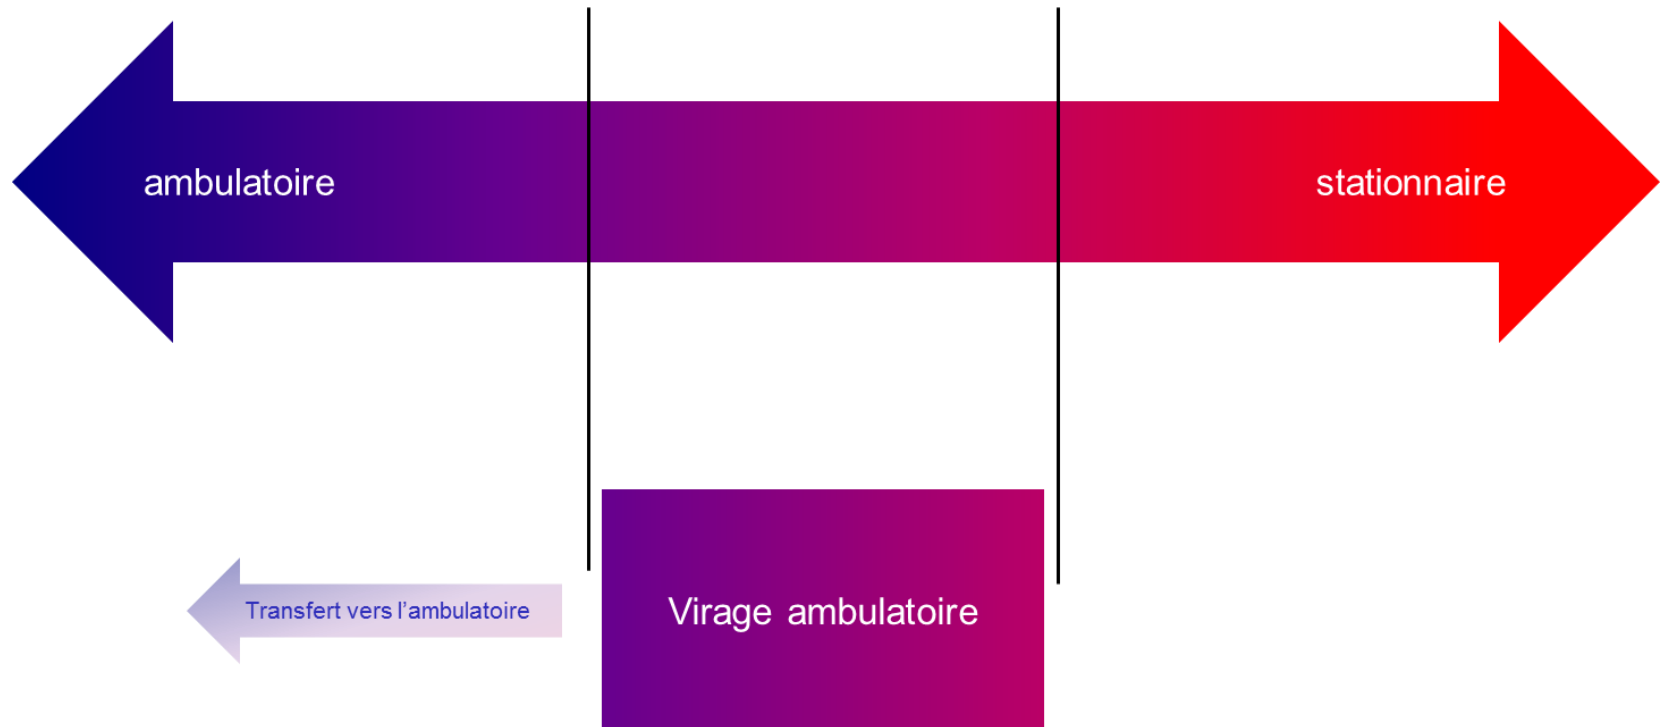 ambulatoire
stationnaire
Transfert vers l’ambulatoire
Virage ambulatoire